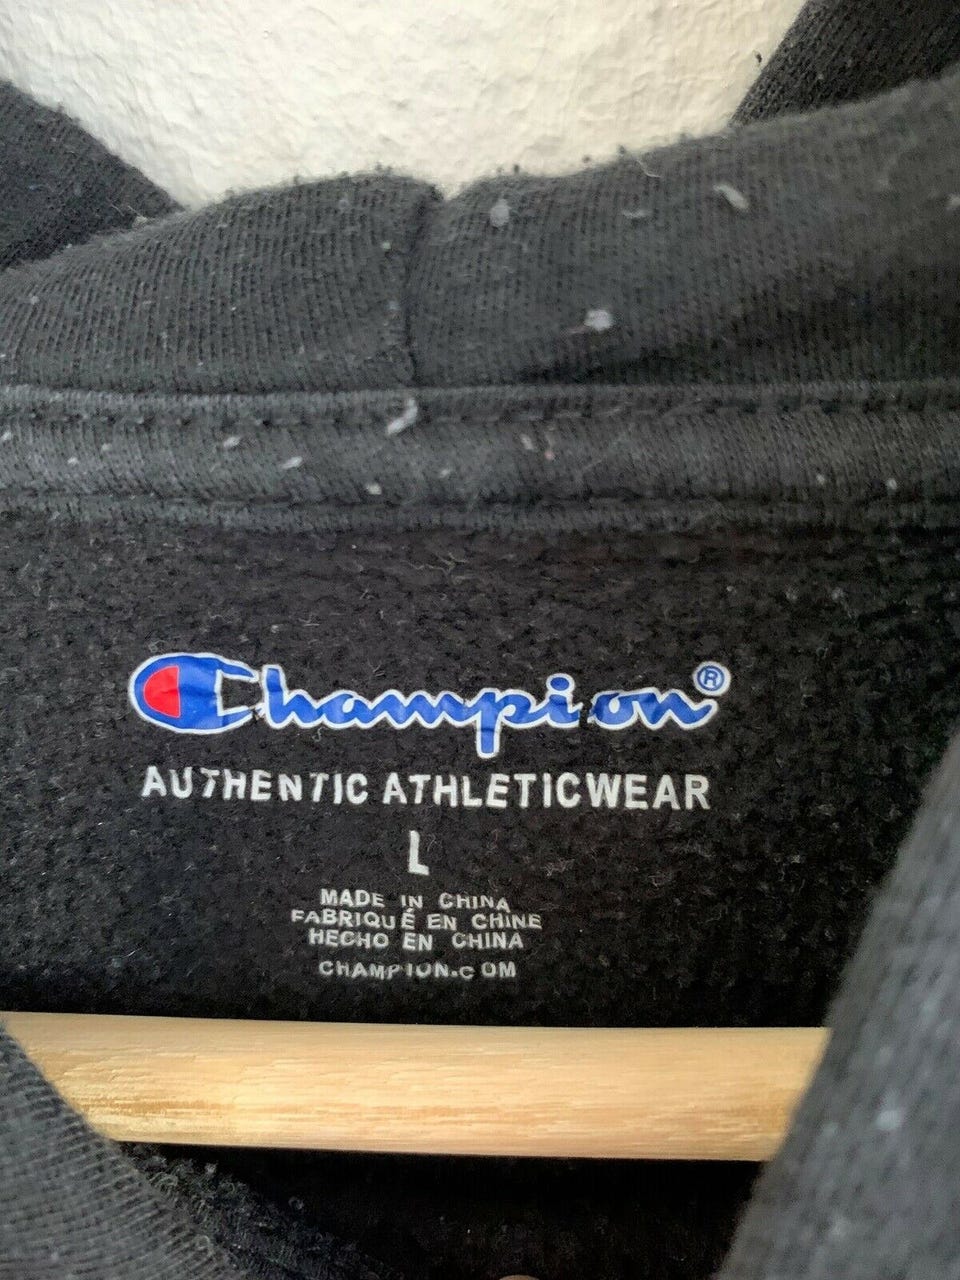 Champion®
AUTHENTIC ATHLETICWEAR
L
MADE IN CHINA
FABRIQUÉ EN CHINE
HECHO EN CHINA
CHAMPION.COM